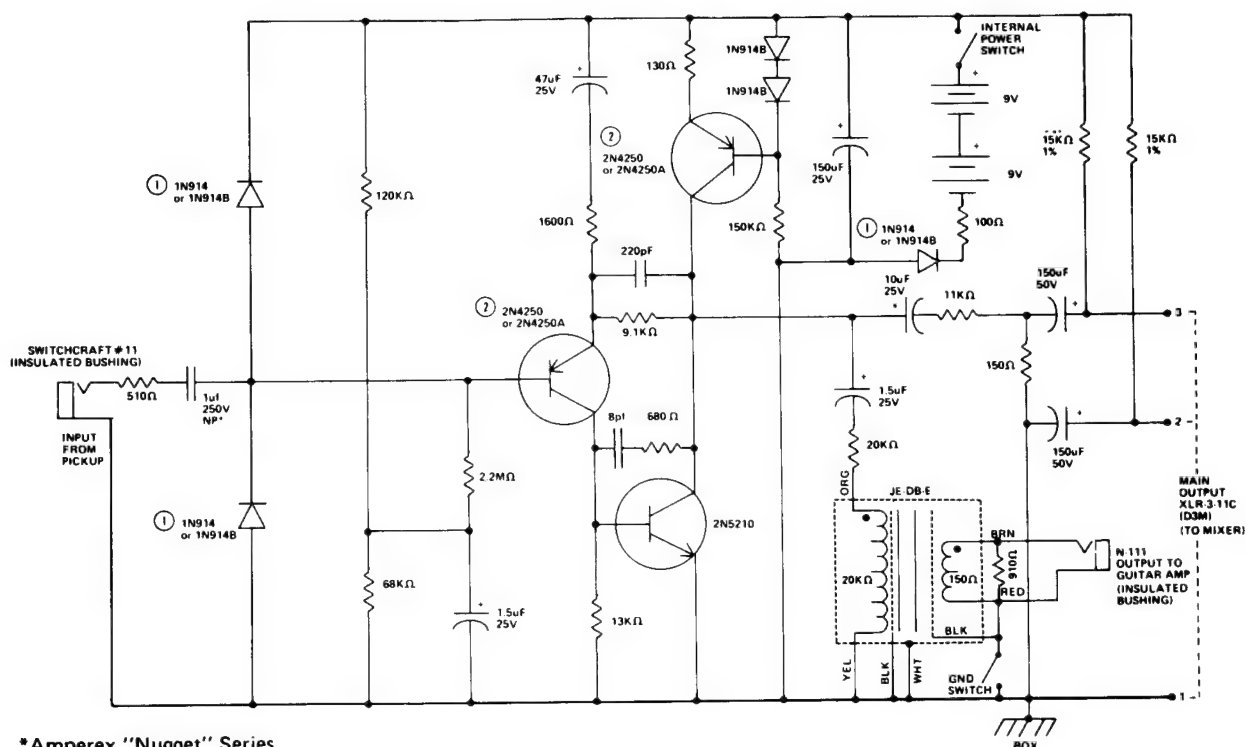 INTERNAL
POWER
SWITCH
1N914B
1N914B
130Ω
47uF
25V
9V
9V
15KΩ
1%
15KΩ
1%
②
2N4250
or 2N4250A
150uF
25V
① 1N914
or 1N914B
120KΩ
1600Ω
150KΩ
① 1N914
or 1N914B
100Ω
220pF
10uF
25V
11KΩ
150uF
50V
② 2N4250
or 2N4250A
9.1KΩ
3
SWITCHCRAFT #11
(INSULATED BUSHING)
510Ω
1uf
250V
NP*
150Ω
1.5uF
25V
INPUT
FROM
PICKUP
8pf
680Ω
20KΩ
2
150uF
50V
2.2MΩ
ORG
JE-DB-E
MAIN
OUTPUT
XLR-3-11C
(D3M)
(TO MIXER)
① 1N914
or 1N914B
2N5210
BRN
N-111
OUTPUT TO
GUITAR AMP
(INSULATED
BUSHING)
20KΩ
150Ω
910Ω
RED
68KΩ
1.5uF
25V
13KΩ
BLK
YEL
BLK
WHT
GND
SWITCH
1
*Amperex "Nugget" Series
BOX